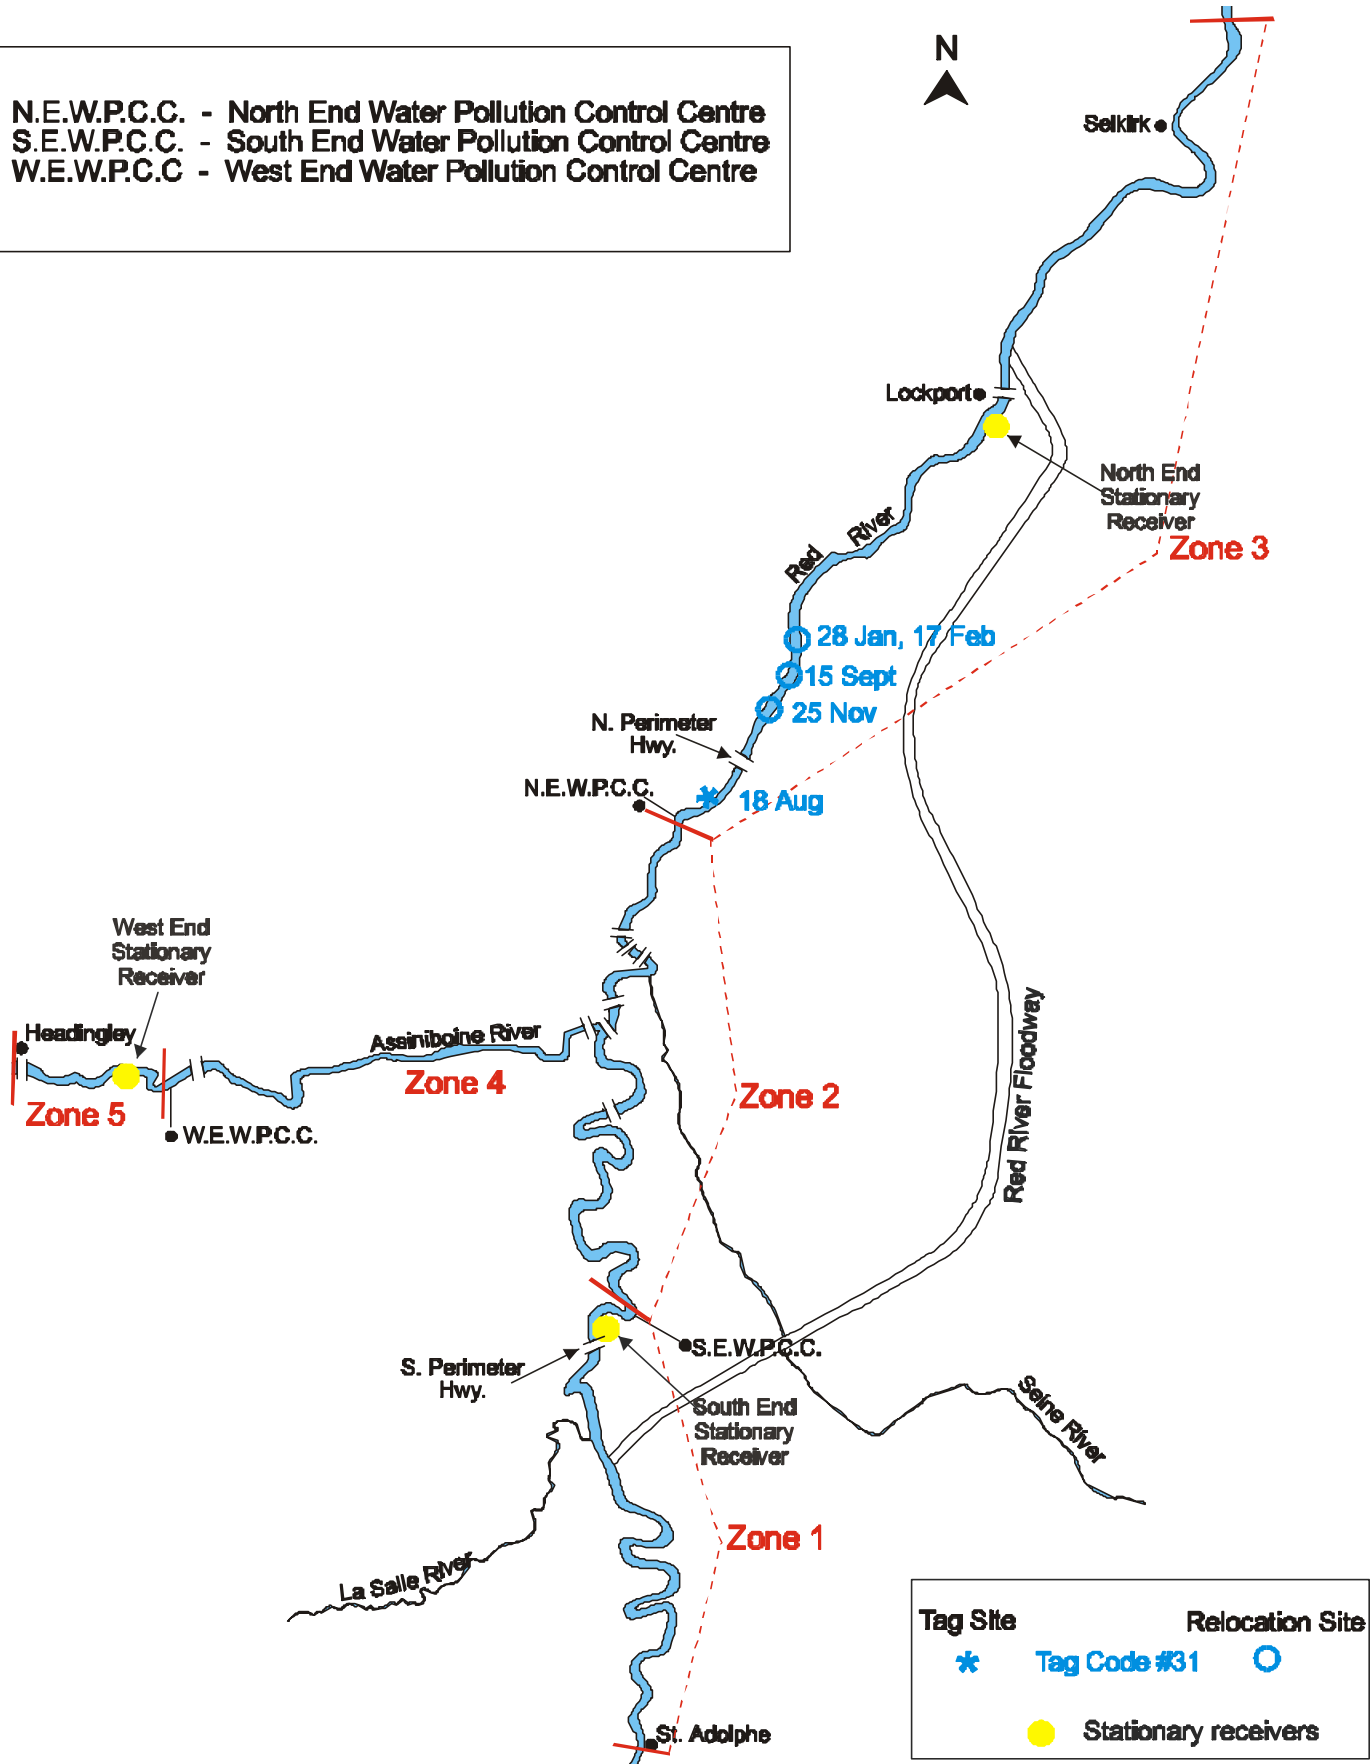 N
N.E.W.P.C.C. - North End Water Pollution Control Centre
S.E.W.P.C.C. - South End Water Pollution Control Centre
W.E.W.P.C.C - West End Water Pollution Control Centre
Selkirk
Lockport
North End
Stationary
Receiver
Red River
Zone 3
28 Jan, 17 Feb
15 Sept
25 Nov
N. Perimeter
Hwy.
N.E.W.P.C.C.
18 Aug
West End
Stationary
Receiver
Headingley
Assiniboine River
Zone 4
Zone 5
W.E.W.P.C.C.
Zone 2
Red River Floodway
S.E.W.P.C.C.
S. Perimeter
Hwy.
South End
Stationary
Receiver
Seine River
Zone 1
La Salle River
St. Adolphe
Tag Site Relocation Site
Tag Code #31
Stationary receivers